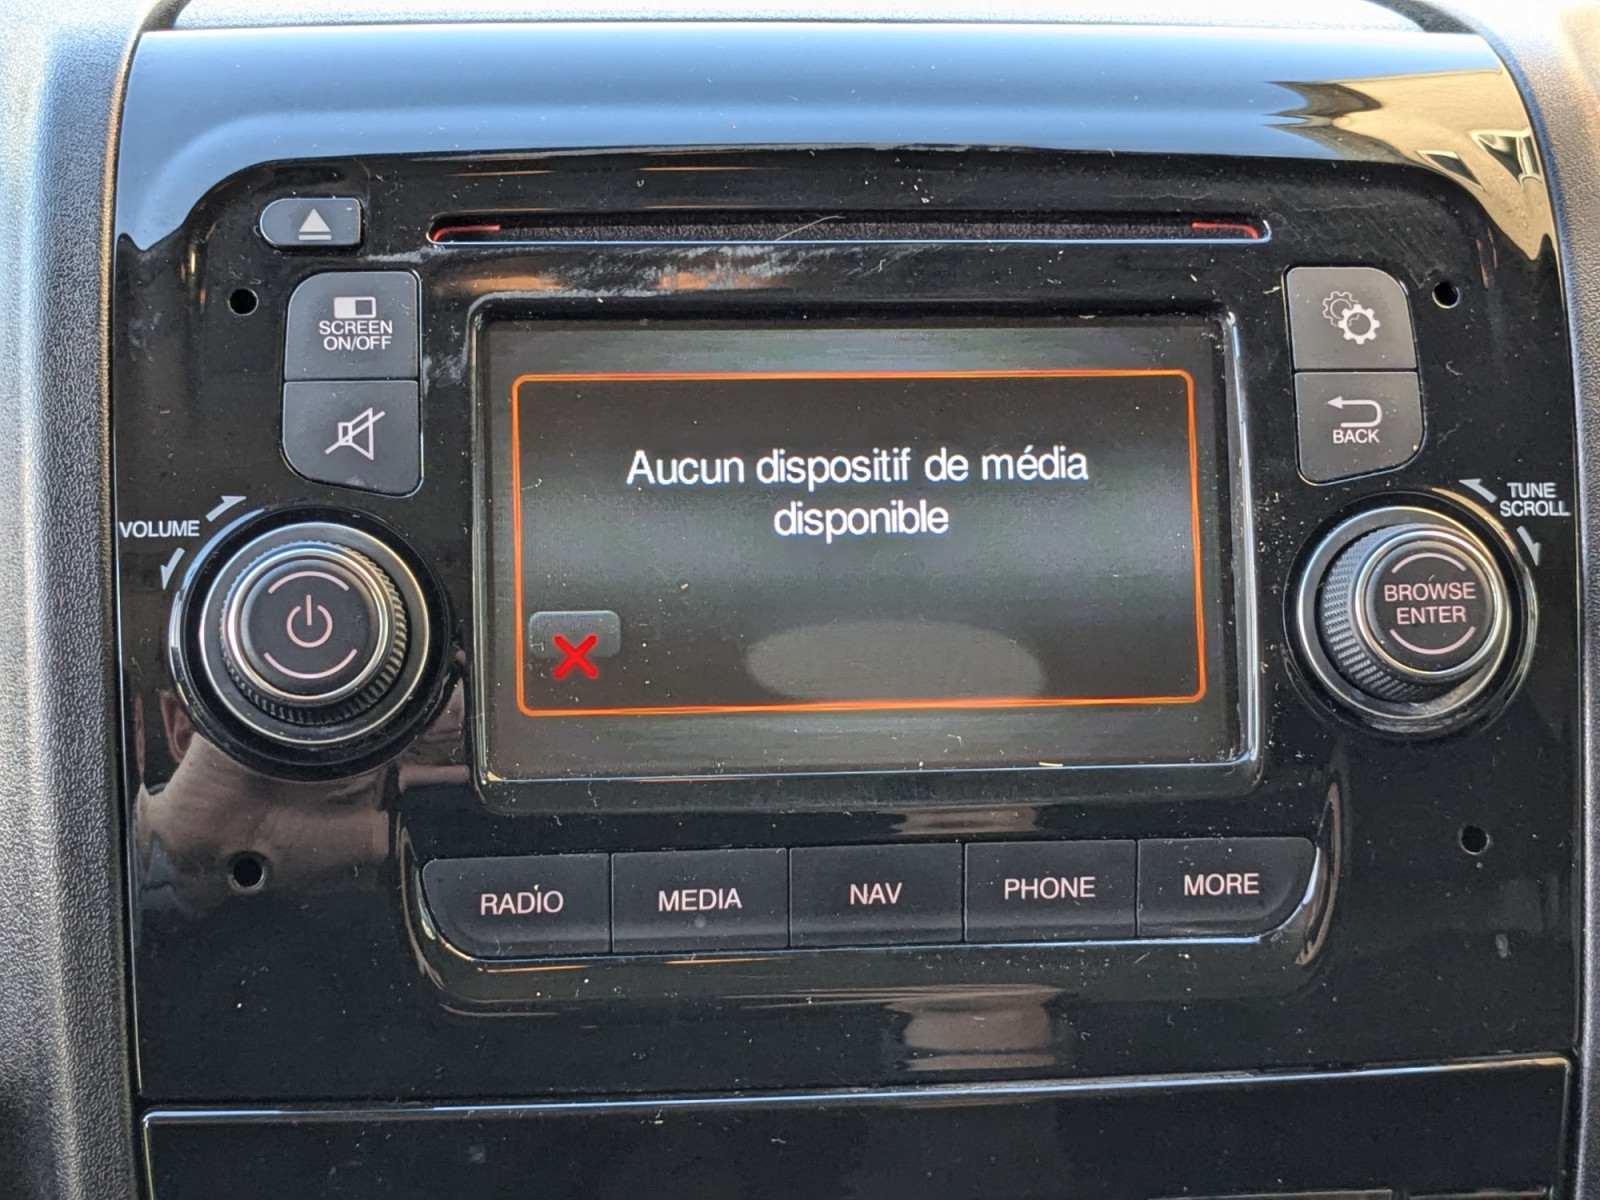 SCREEN
ON/OFF
BACK
VOLUME
TUNE
SCROLL
Aucun dispositif de média
disponible
BROWSE
ENTER
RADIO
MEDIA
NAV
PHONE
MORE